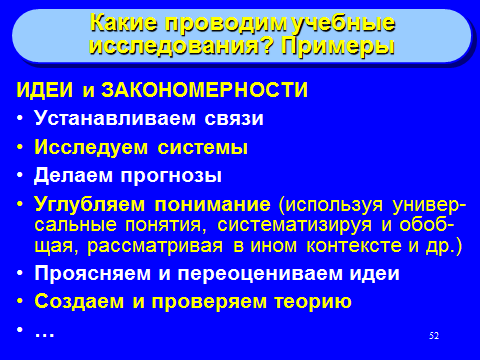 Какие проводим учебные
исследования? Примеры
ИДЕИ и ЗАКОНОМЕРНОСТИ
• Устанавливаем связи
• Исследуем системы
• Делаем прогнозы
• Углубляем понимание (используя универ-
сальные понятия, систематизируя и обоб-
щая, рассматривая в ином контексте и др.)
• Проясняем и переоцениваем идеи
• Создаем и проверяем теорию
• …
52